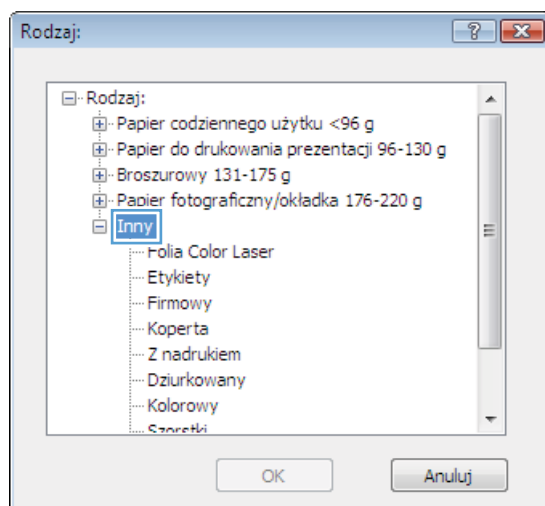 Rodzaj:
Rodzaj:
Papier codziennego użytku <96 g
Papier do drukowania prezentacji 96-130 g
Broszurowy 131-175 g
Papier fotograficzny/okładka 176-220 g
Inny
Folia Color Laser
Etykiety
Firmowy
Koperta
Z nadrukiem
Dziurkowany
Kolorowy
Szorstki
OK Anuluj